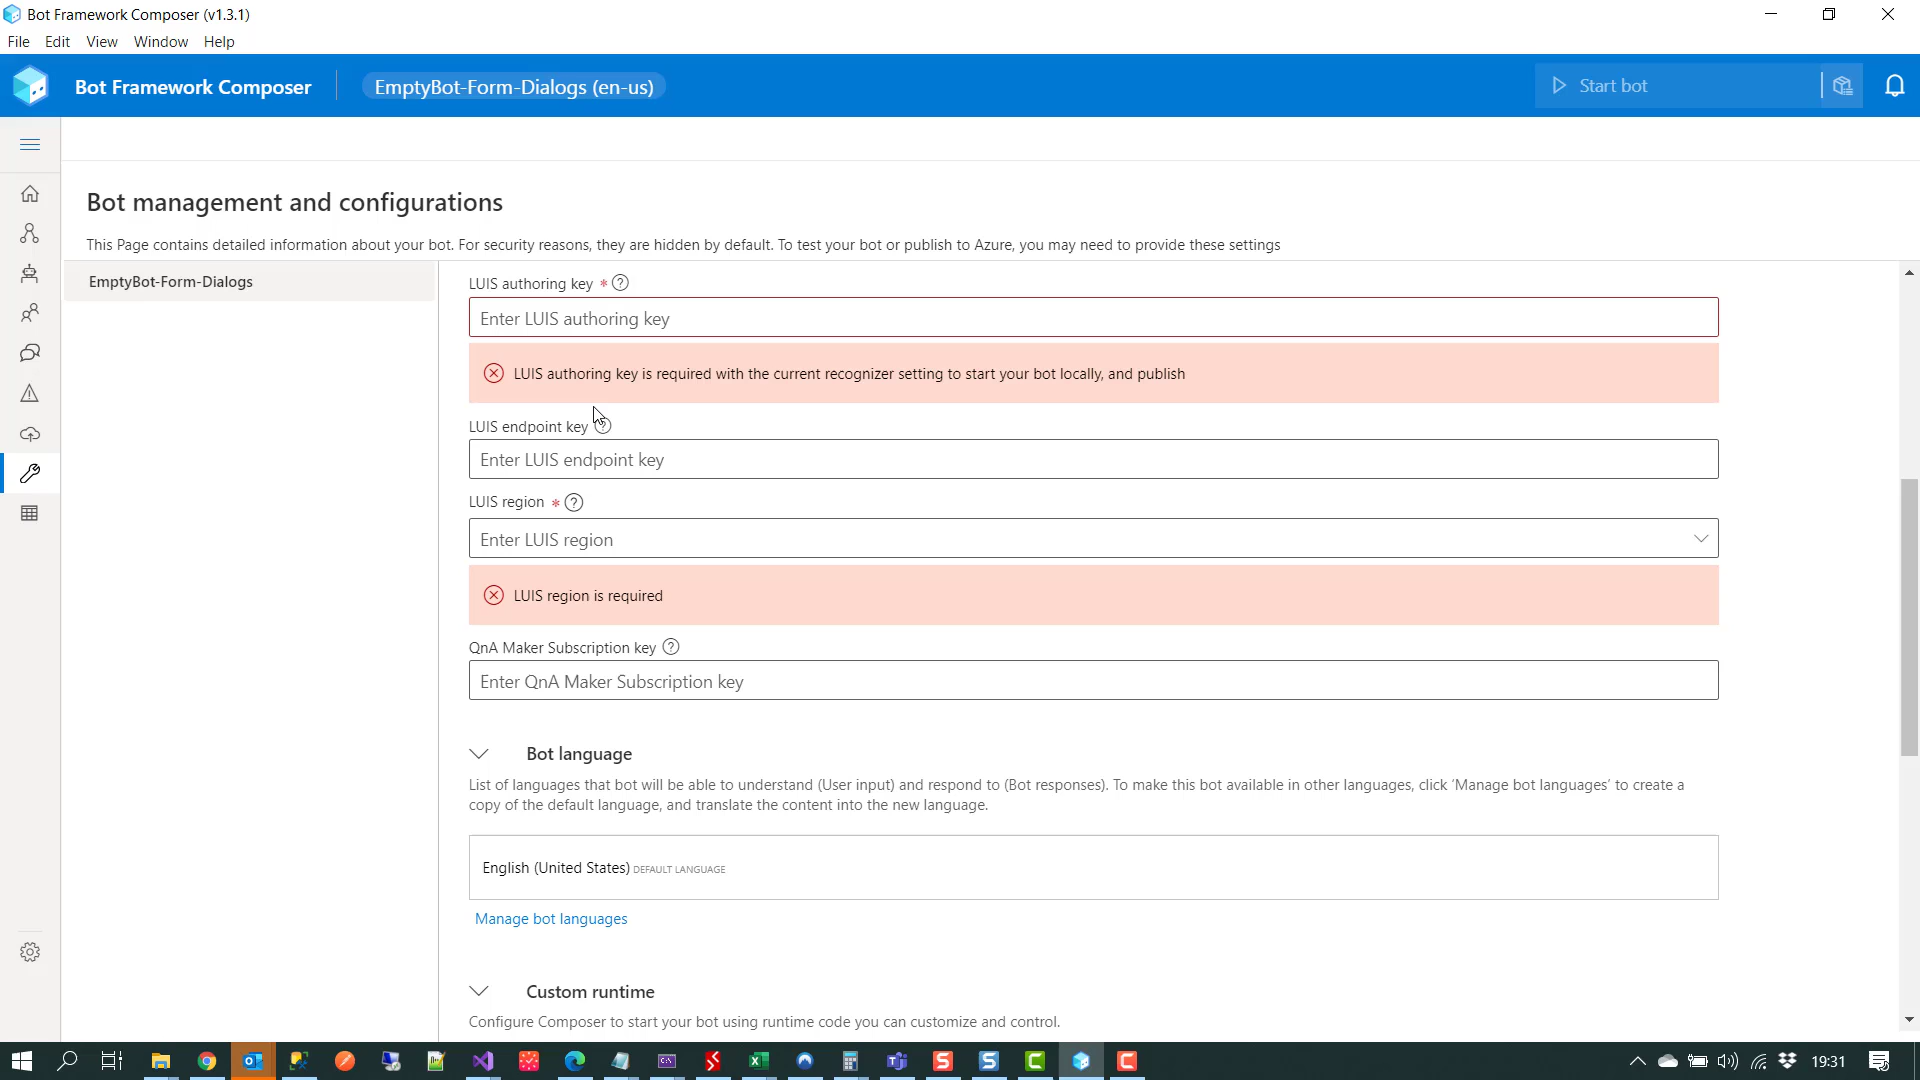 Bot Framework Composer (v1.3.1)
File Edit View Window Help
Bot Framework Composer
EmptyBot-Form-Dialogs (en-us)
Start bot
Bot management and configurations
This Page contains detailed information about your bot. For security reasons, they are hidden by default. To test your bot or publish to Azure, you may need to provide these settings
EmptyBot-Form-Dialogs
LUIS authoring key *
Enter LUIS authoring key
LUIS authoring key is required with the current recognizer setting to start your bot locally, and publish
LUIS endpoint key
Enter LUIS endpoint key
LUIS region *
Enter LUIS region
LUIS region is required
QnA Maker Subscription key
Enter QnA Maker Subscription key
Bot language
List of languages that bot will be able to understand (User input) and respond to (Bot responses). To make this bot available in other languages, click ‘Manage bot languages’ to create a
copy of the default language, and translate the content into the new language.
English (United States) DEFAULT LANGUAGE
Manage bot languages
Custom runtime
Configure Composer to start your bot using runtime code you can customize and control.
19:31